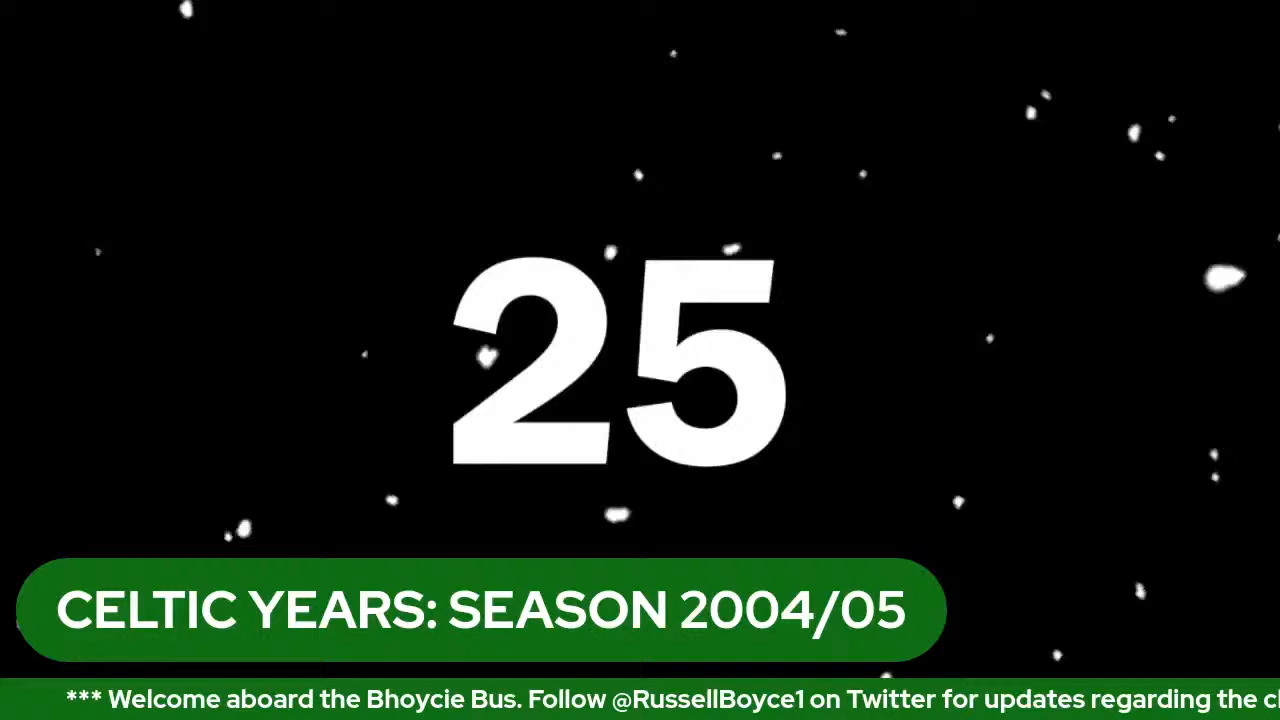 25
CELTIC YEARS: SEASON 2004/05
*** Welcome aboard the Bhoycie Bus. Follow @RussellBoyce1 on Twitter for updates regarding the